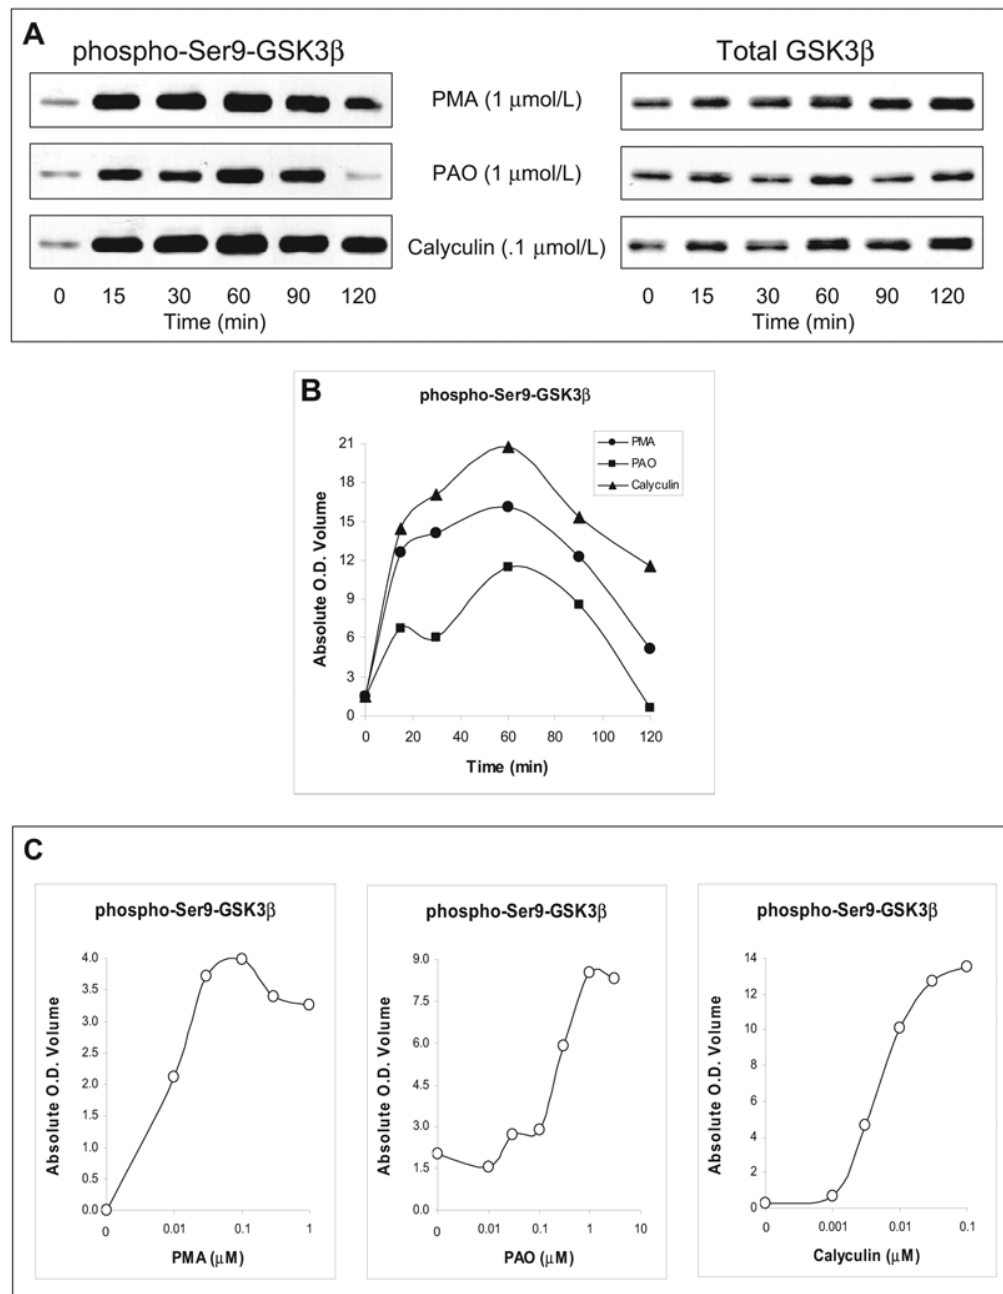 A
phospho-Ser9-GSK3β
Total GSK3β
PMA (1 μmol/L)
PAO (1 μmol/L)
Calyculin (.1 μmol/L)
0 15 30 60 90 120
Time (min)
0 15 30 60 90 120
Time (min)
B
phospho-Ser9-GSK3β
PMA
PAO
Calyculin
21
18
15
12
9
6
3
0
Absolute O.D. Volume
0 20 40 60 80 100 120
Time (min)
C
phospho-Ser9-GSK3β
4.0
3.5
3.0
2.5
2.0
1.5
1.0
0.5
0.0
Absolute O.D. Volume
0 0.01 0.1 1
PMA (μM)
phospho-Ser9-GSK3β
9.0
7.5
6.0
4.5
3.0
1.5
0.0
Absolute O.D. Volume
0 0.01 0.1 1 10
PAO (μM)
phospho-Ser9-GSK3β
14
12
10
8
6
4
2
0
Absolute O.D. Volume
0 0.001 0.01 0.1
Calyculin (μM)